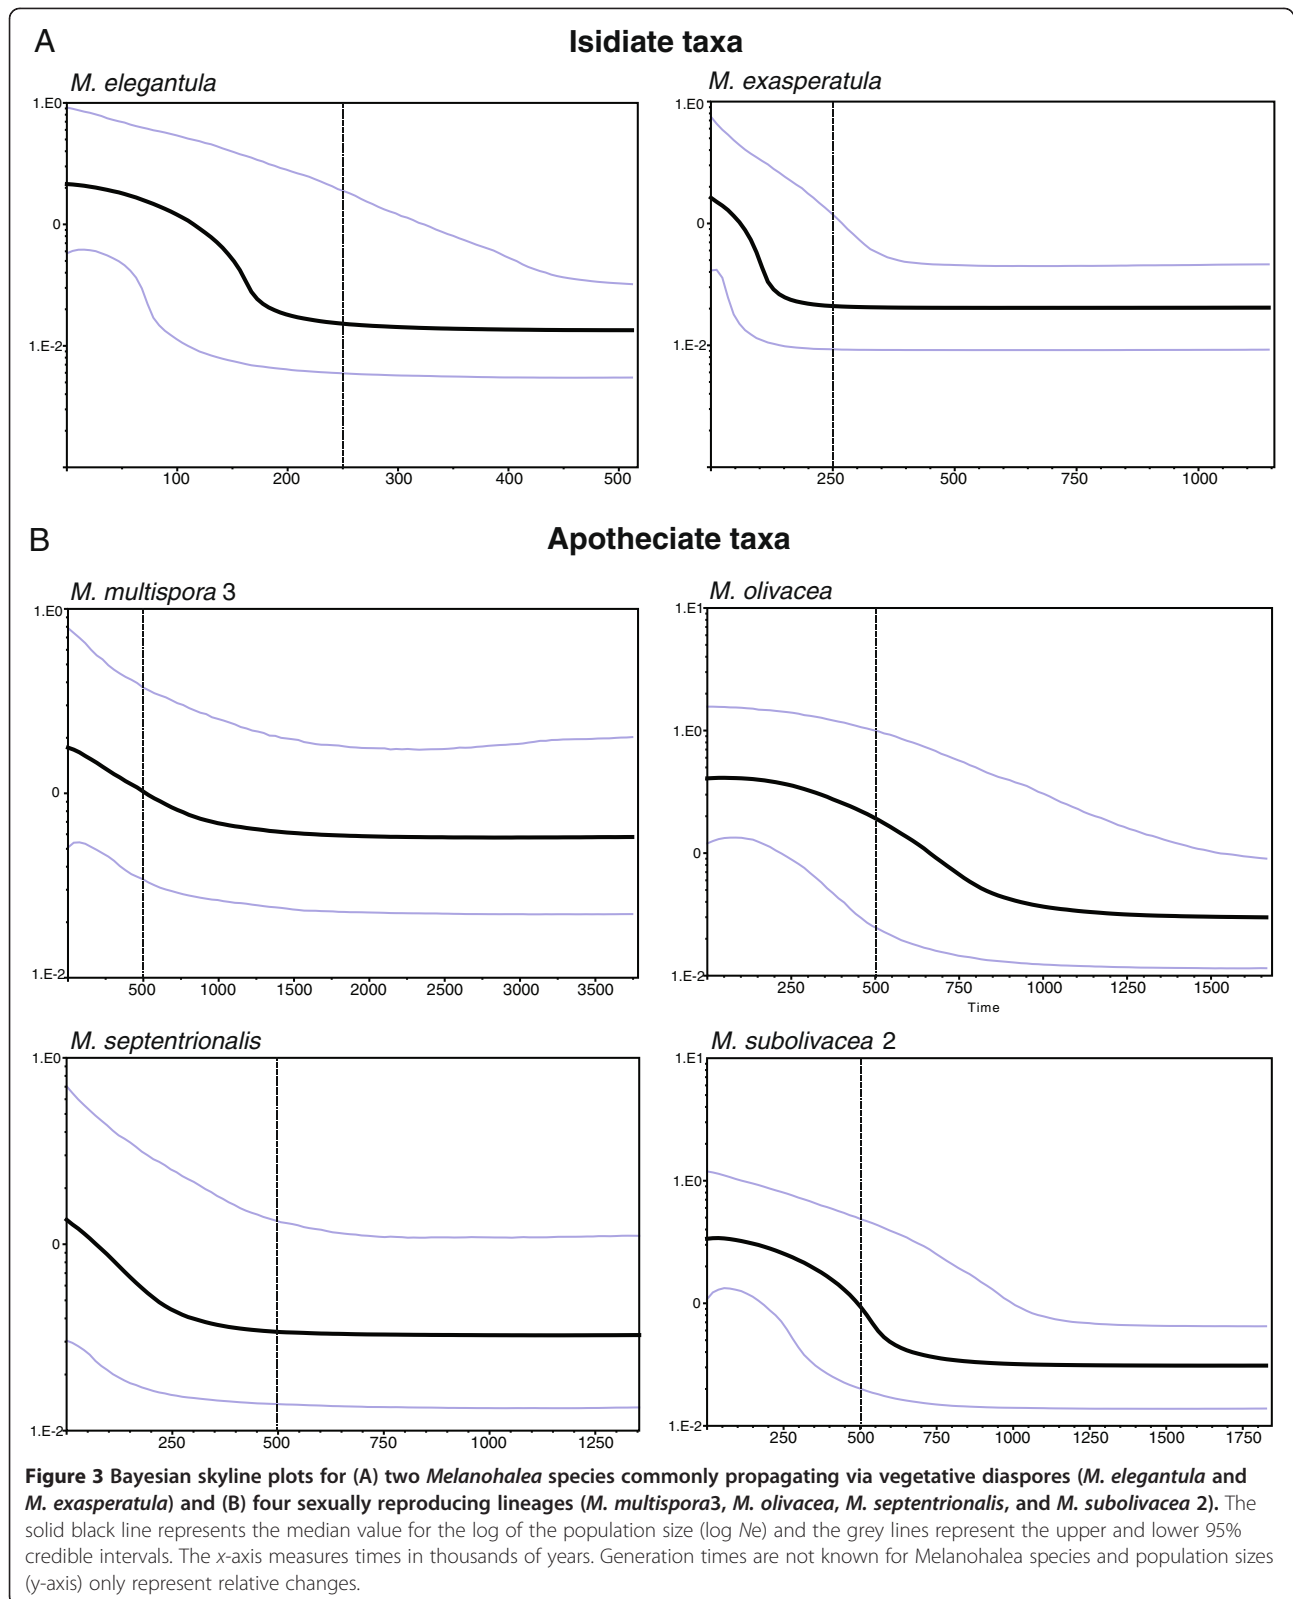 A
Isidiate taxa
M. elegantula
1.E0
0
1.E-2
100 200 300 400 500
M. exasperatula
1.E0
0
1.E-2
250 500 750 1000
B
Apotheciate taxa
M. multispora 3
1.E0
0
1.E-2
500 1000 1500 2000 2500 3000 3500
M. olivacea
1.E1
1.E0
0
1.E-2
250 500 750 1000 1250 1500
Time
M. septentrionalis
1.E0
0
1.E-2
250 500 750 1000 1250
M. subolivacea 2
1.E1
1.E0
0
1.E-2
250 500 750 1000 1250 1500 1750
Figure 3 Bayesian skyline plots for (A) two Melanohalea species commonly propagating via vegetative diaspores (M. elegantula and
M. exasperatula) and (B) four sexually reproducing lineages (M. multispora3, M. olivacea, M. septentrionalis, and M. subolivacea 2). The
solid black line represents the median value for the log of the population size (log Ne) and the grey lines represent the upper and lower 95%
credible intervals. The x-axis measures times in thousands of years. Generation times are not known for Melanohalea species and population sizes
(y-axis) only represent relative changes.